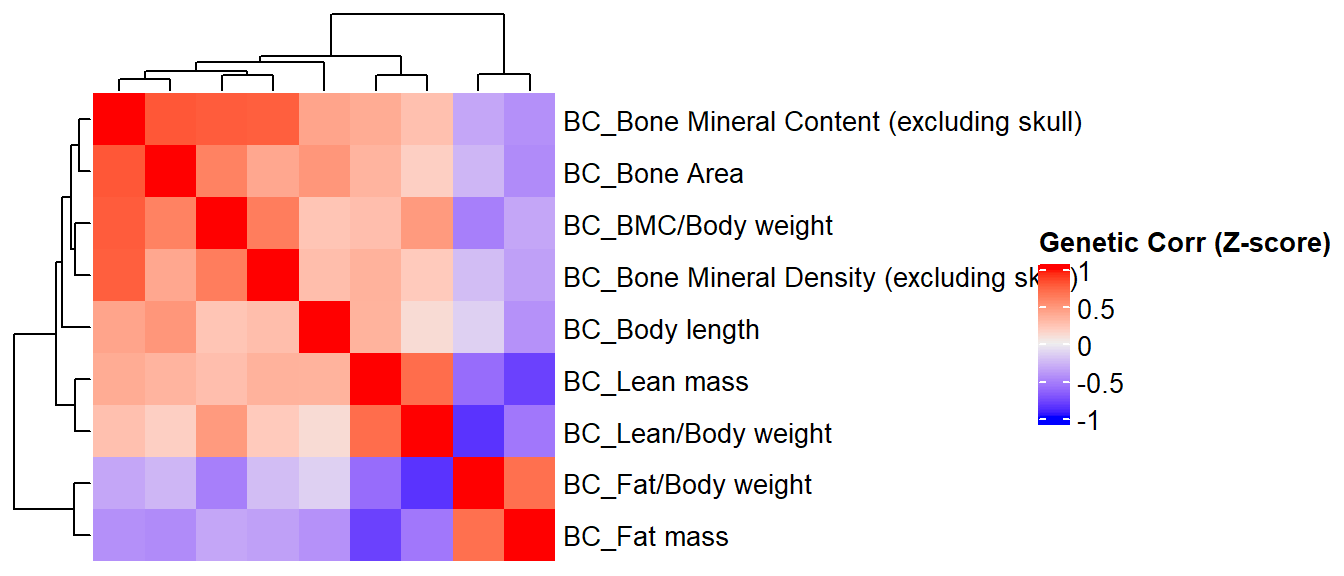 BC_Bone Mineral Content (excluding skull)
BC_Bone Area
BC_BMC/Body weight
BC_Bone Mineral Density (excluding sk )
BC_Body length
BC_Lean mass
BC_Lean/Body weight
BC_Fat/Body weight
BC_Fat mass
Genetic Corr (Z-score)
1
0.5
0
-0.5
-1